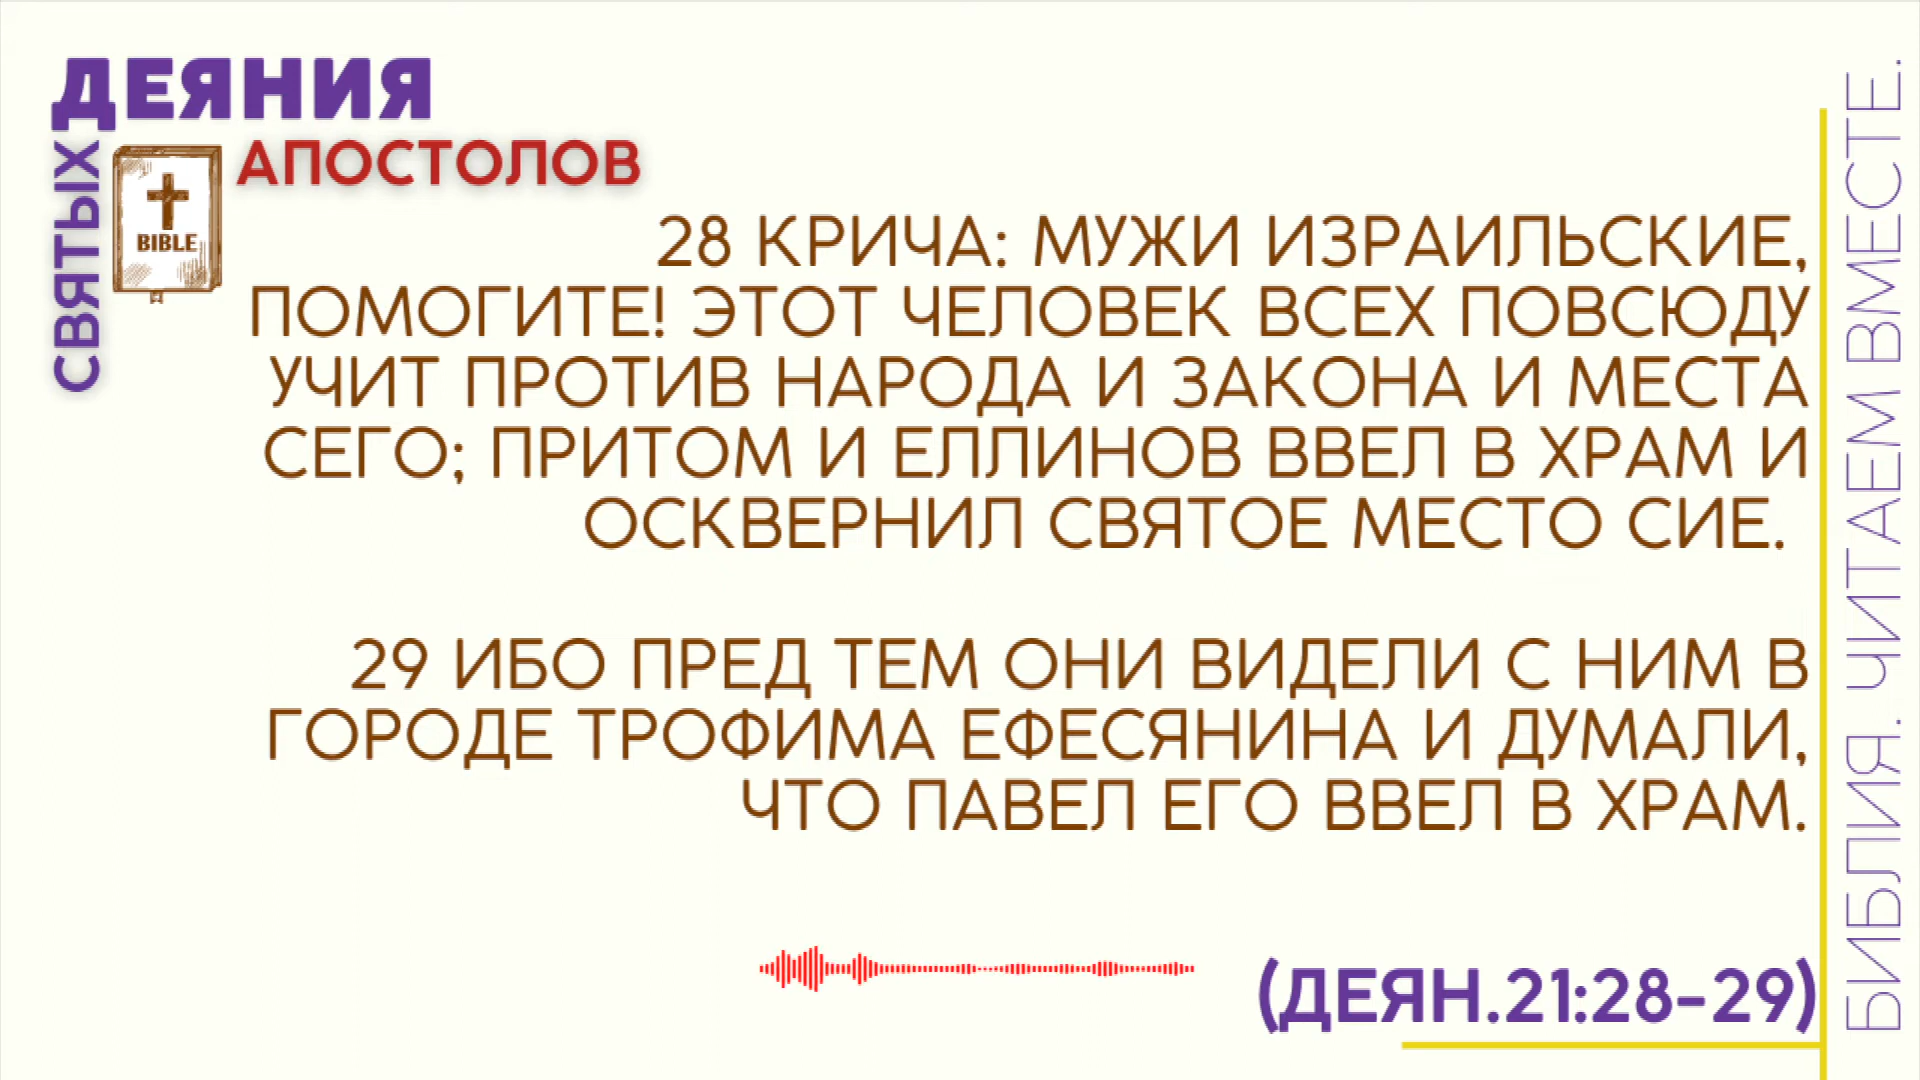 ДЕЯНИЯ
СВЯТЫХ
АПОСТОЛОВ
BIBLE
28 КРИЧА: МУЖИ ИЗРАИЛЬСКИЕ,
ПОМОГИТЕ! ЭТОТ ЧЕЛОВЕК ВСЕХ ПОВСЮДУ
УЧИТ ПРОТИВ НАРОДА И ЗАКОНА И МЕСТА
СЕГО; ПРИТОМ И ЕЛЛИНОВ ВВЕЛ В ХРАМ И
ОСКВЕРНИЛ СВЯТОЕ МЕСТО СИЕ.
29 ИБО ПРЕД ТЕМ ОНИ ВИДЕЛИ С НИМ В
ГОРОДЕ ТРОФИМА ЕФЕСЯНИНА И ДУМАЛИ,
ЧТО ПАВЕЛ ЕГО ВВЕЛ В ХРАМ.
(ДЕЯН.21:28-29)
БИБЛИЯ. ЧИТАЕМ ВМЕСТЕ.